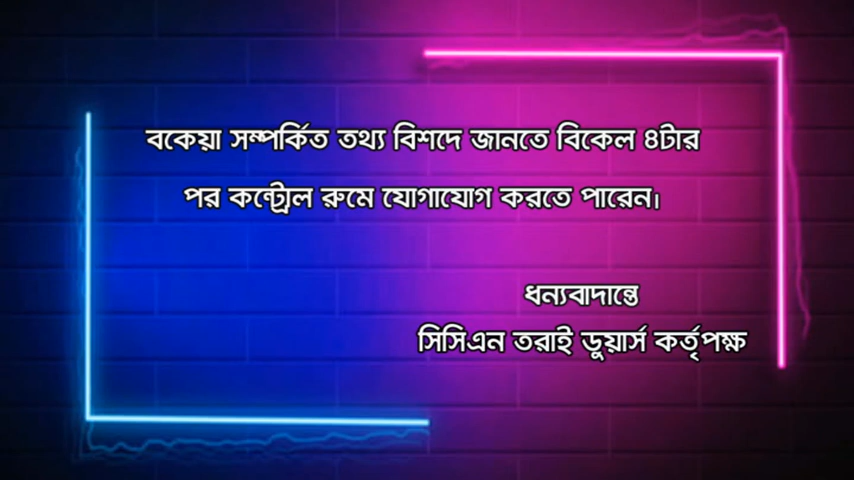 বকেয়া সম্পর্কিত তথ্য বিশদে জানতে বিকেল ৪টার
পর কন্ট্রোল রুমে যোগাযোগ করতে পারেন।
ধন্যবাদান্তে
সিসিএন তরাই ডুয়ার্স কর্তৃপক্ষ